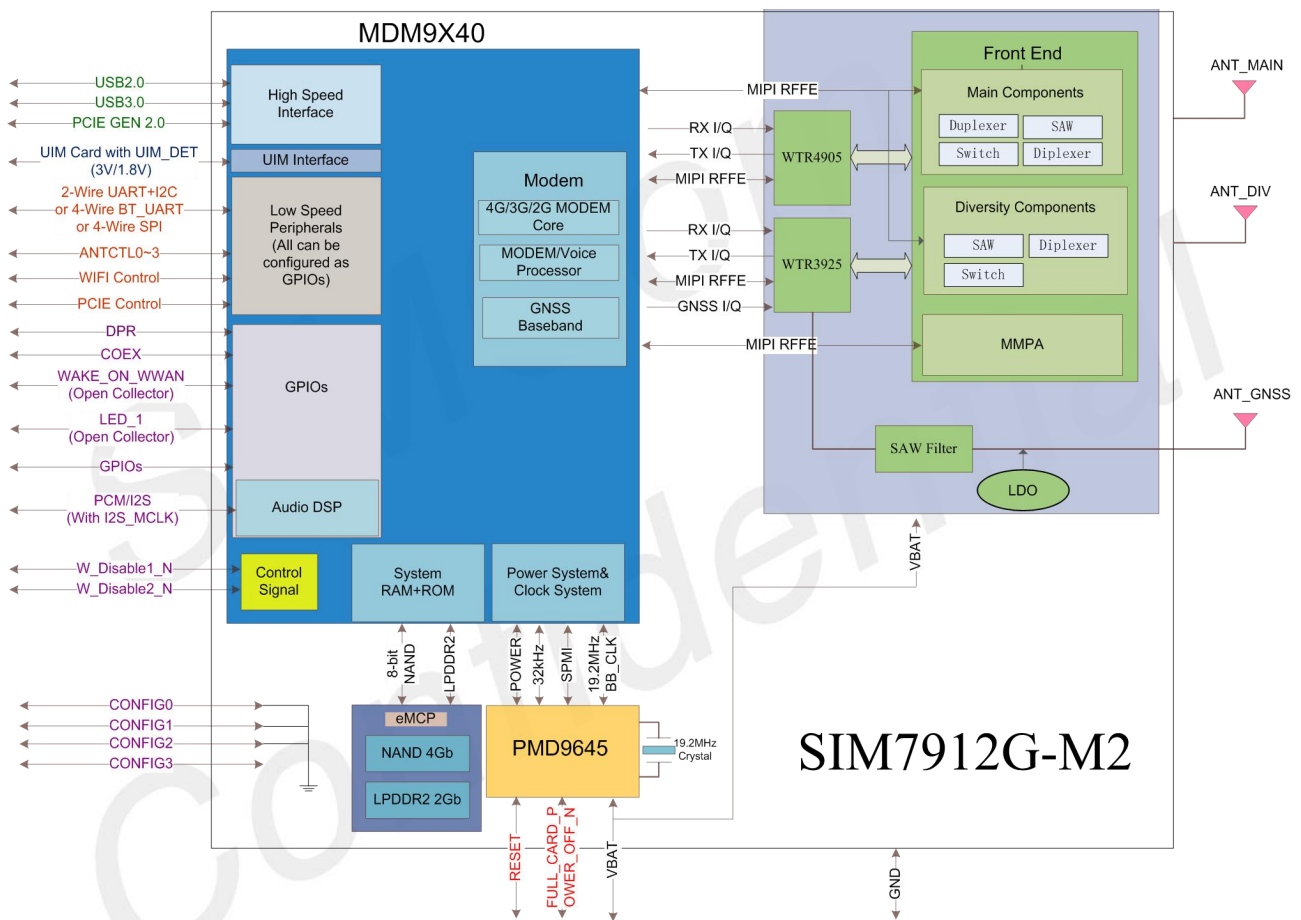 MDM9X40
USB2.0
USB3.0
PCIE GEN 2.0
UIM Card with UIM_DET
(3V/1.8V)
2-Wire UART+I2C
or 4-Wire BT_UART
or 4-Wire SPI
ANTCTL0~3
WIFI Control
PCIE Control
DPR
COEX
WAKE_ON_WWAN
(Open Collector)
LED_1
(Open Collector)
GPIOs
PCM/I2S
(With I2S_MCLK)
W_Disable1_N
W_Disable2_N
CONFIG0
CONFIG1
CONFIG2
CONFIG3
High Speed
Interface
UIM Interface
Low Speed
Peripherals
(All can be
configured as
GPIOs)
GPIOs
Audio DSP
Control
Signal
Modem
4G/3G/2G MODEM
Core
MODEM/Voice
Processor
GNSS
Baseband
System
RAM+ROM
Power System&
Clock System
8-bit
NAND
LPDDR2
POWER
32kHz
SPMI
19.2MHz
BB_CLK
eMCP
NAND 4Gb
LPDDR2 2Gb
PMD9645
19.2MHz
Crystal
RESET
FULL_CARD_P
OWER_OFF_N
VBAT
MIPI RFFE
RX I/Q
TX I/Q
MIPI RFFE
RX I/Q
TX I/Q
MIPI RFFE
GNSS I/Q
MIPI RFFE
WTR4905
WTR3925
Front End
Main Components
Duplexer
SAW
Switch
Diplexer
Diversity Components
SAW
Diplexer
Switch
MMPA
SAW Filter
LDO
VBAT
ANT_MAIN
ANT_DIV
ANT_GNSS
SIM7912G-M2
GND
Confidential